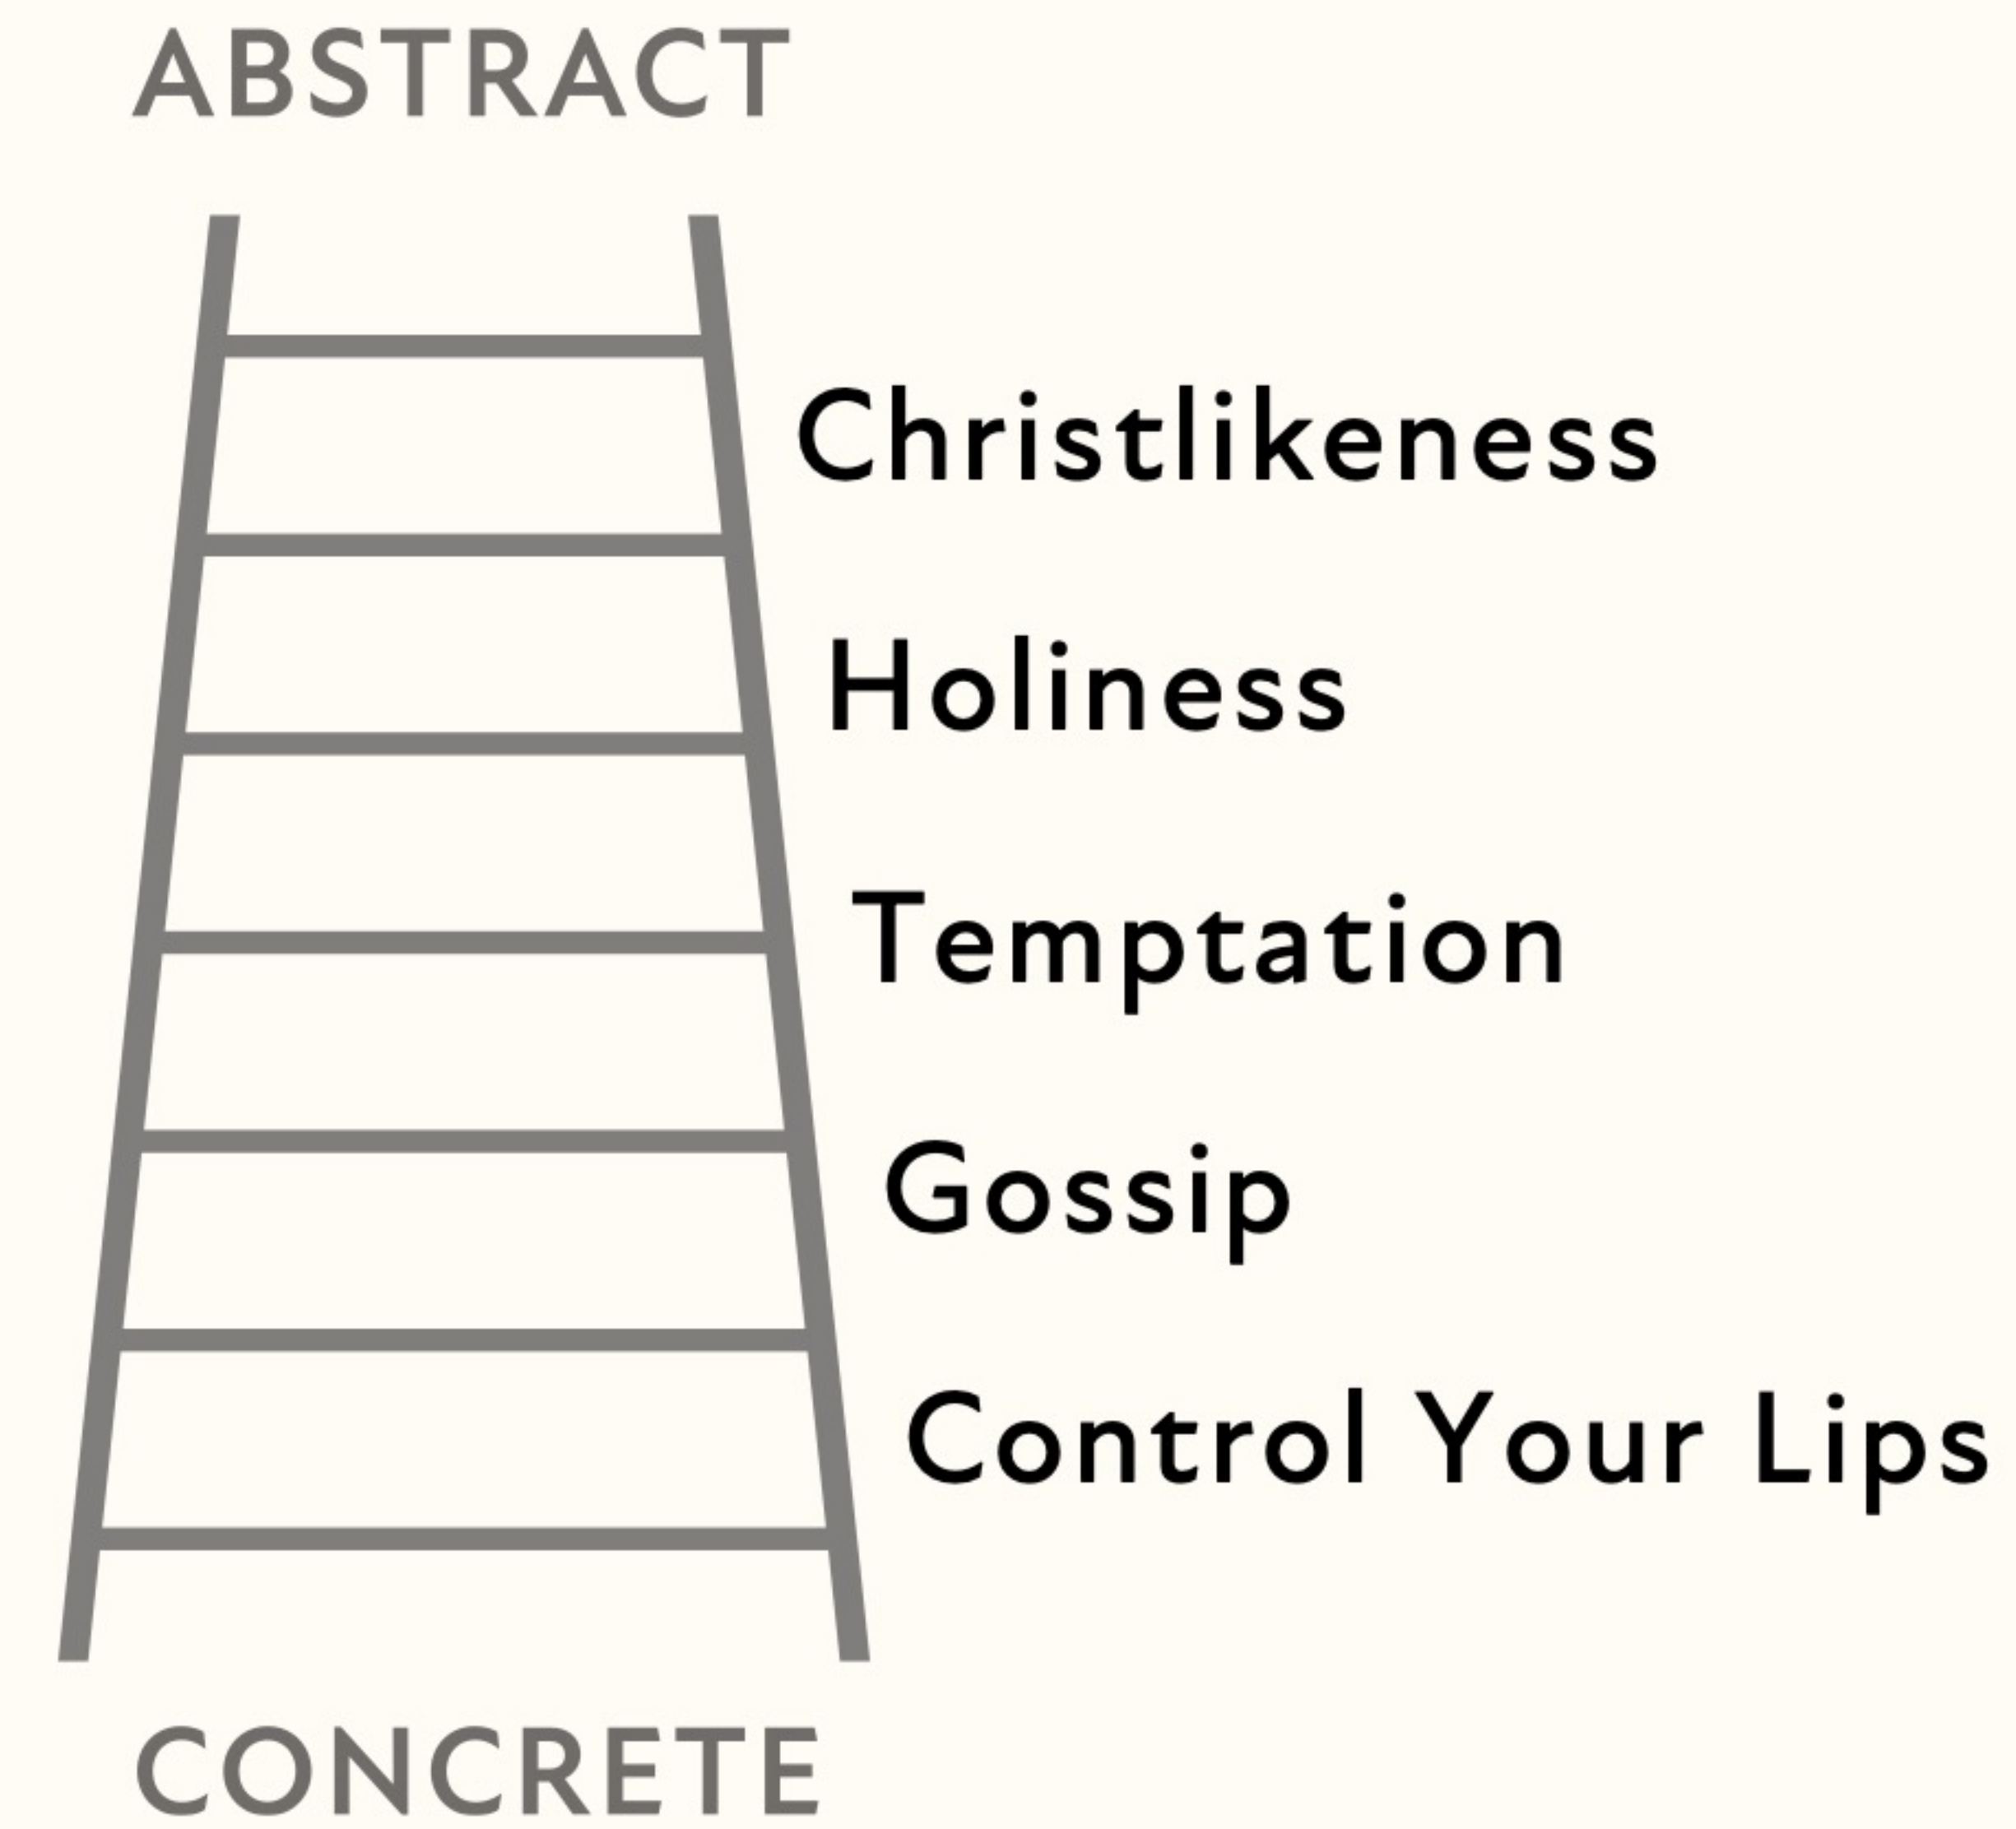 ABSTRACT
Christlikeness
Holiness
Temptation
Gossip
Control Your Lips
CONCRETE